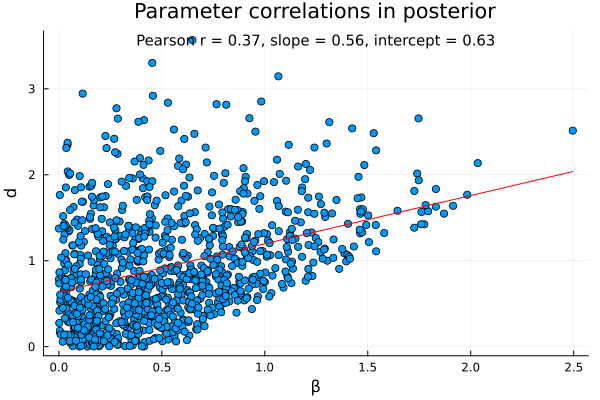 Parameter correlations in posterior
Pearson r = 0.37, slope = 0.56, intercept = 0.63
3
2
d
1
0
0.0 0.5 1.0 1.5 2.0 2.5
β